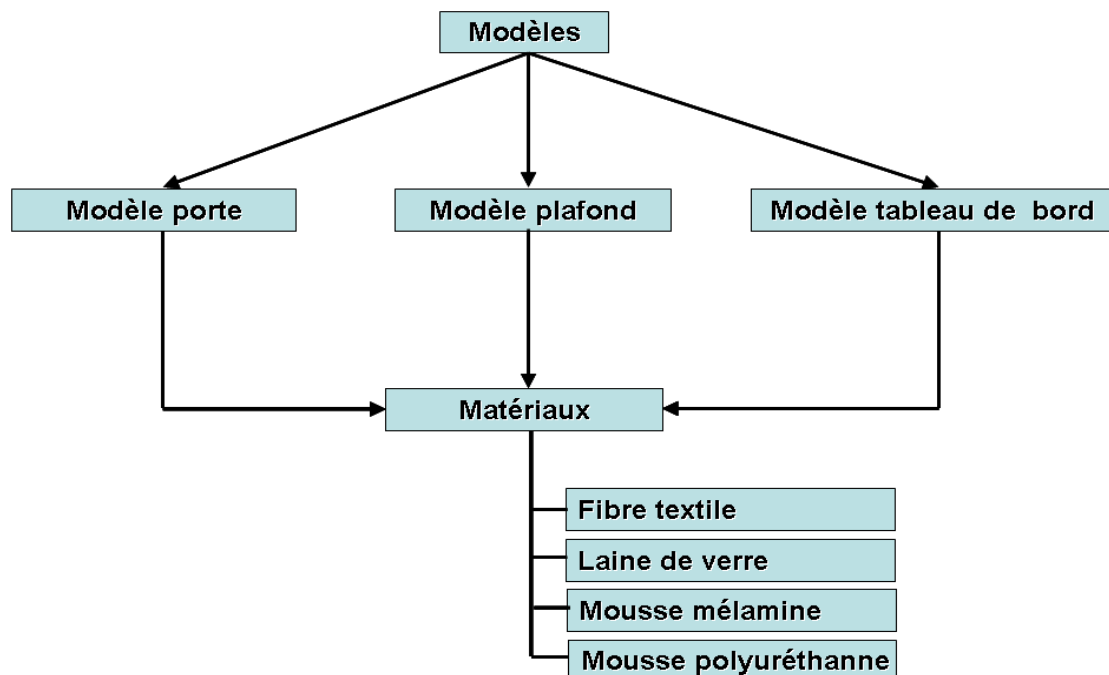 Modèles
Modèle porte
Modèle plafond
Modèle tableau de  bord
Matériaux
Fibre textile
Laine de verre
Mousse mélamine
Mousse polyuréthanne